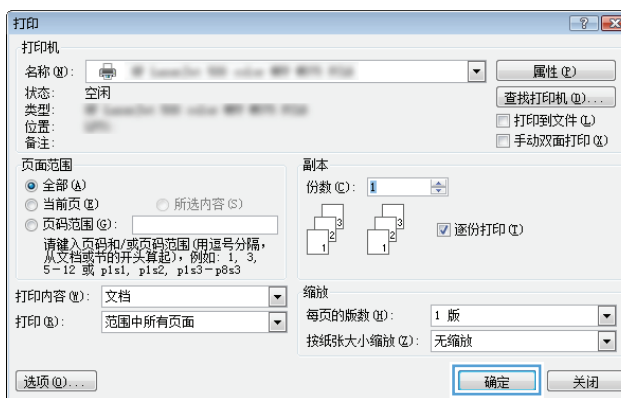 打印
打印机
名称(N):
属性(P)
状态: 空闲
查找打印机(D)...
类型:
位置:
打印到文件(L)
备注:
手动双面打印(X)
页面范围
全部(A)
当前页(E) 所选内容(S)
页码范围(G):
请键入页码和/或页码范围(用逗号分隔，
从文档或节的开头算起)，例如: 1, 3,
5-12 或 p1s1, p1s2, p1s3-p8s3
副本
份数(C): 1
3 3
2 2
1 1
逐份打印(T)
打印内容(W): 文档
打印(R): 范围中所有页面
缩放
每页的版数(H): 1 版
按纸张大小缩放(Z): 无缩放
选项(O)...
确定 关闭